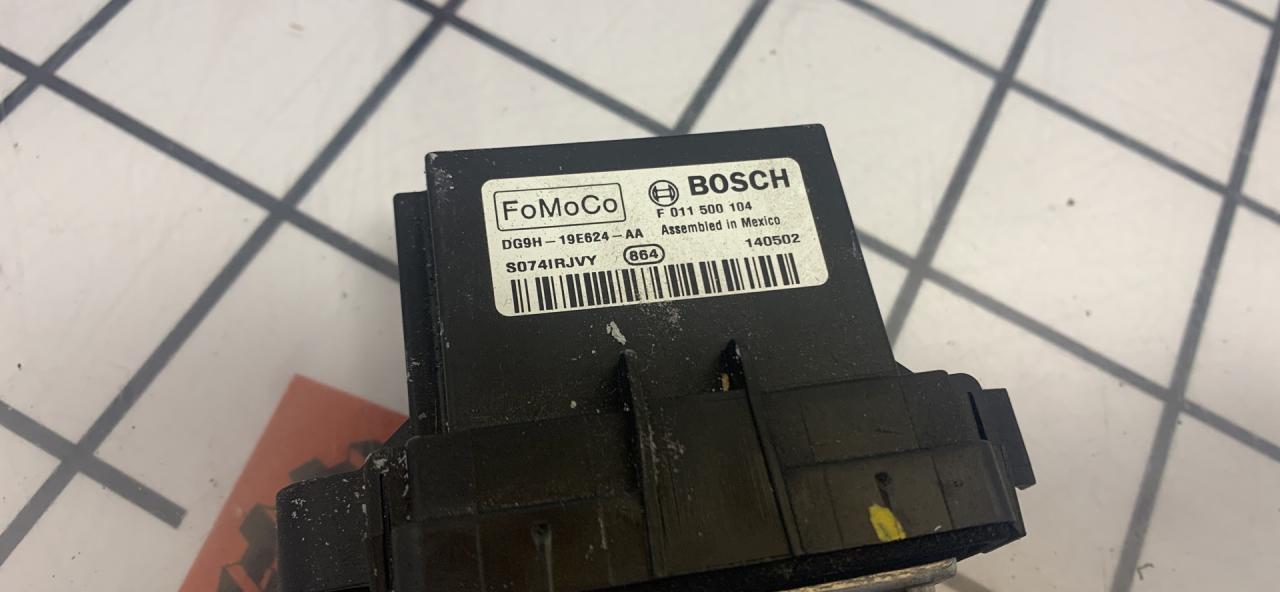 FoMoCo
BOSCH
F 011 500 104
Assembled in Mexico
DG9H-19E624-AA
S074IRJVY 864 140502